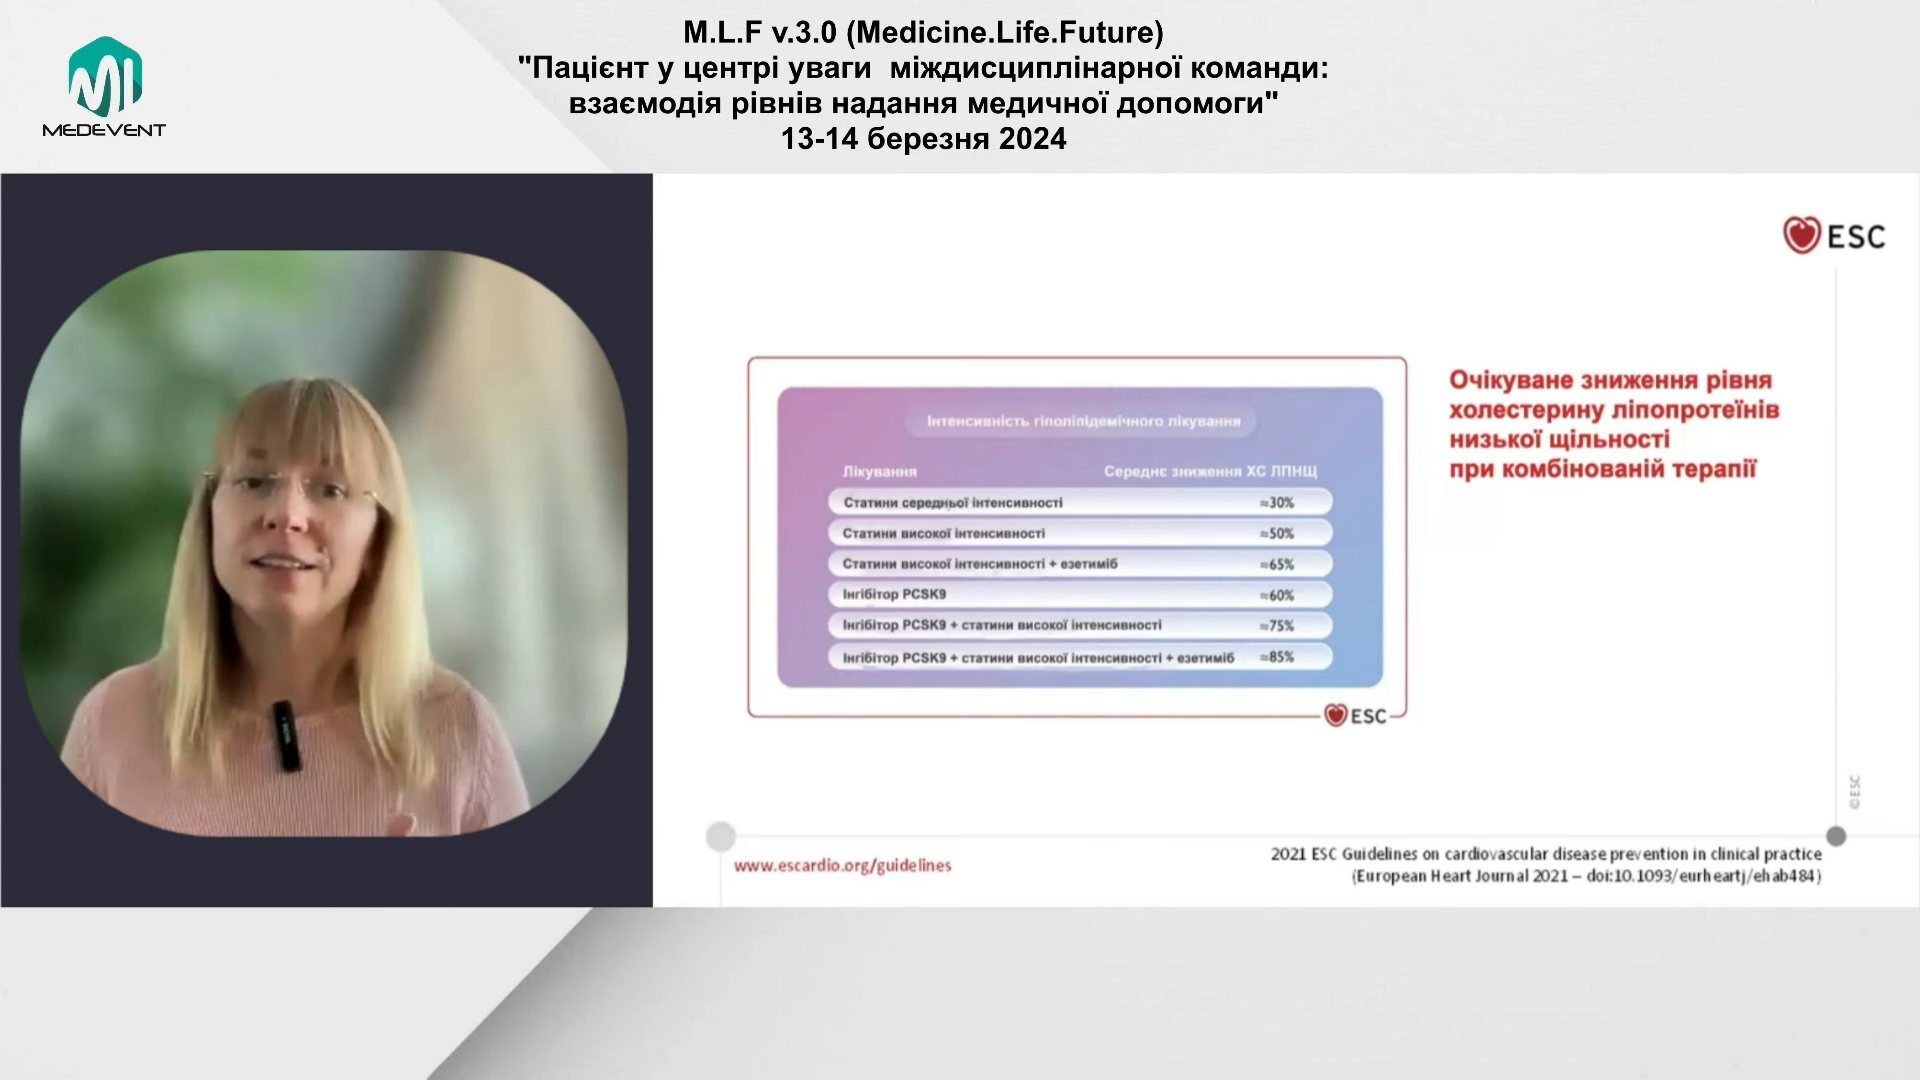 M.L.F v.3.0 (Medicine.Life.Future)
"Пацієнт у центрі уваги міждисциплінарної команди:
взаємодія рівнів надання медичної допомоги"
13-14 березня 2024
MEDEVENT
ESC
Очікуване зниження рівня
холестерину ліпопротеїнів
низької щільності
при комбінованій терапії
Інтенсивність гіполіпідемічного лікування
Лікування Середнє зниження ХС ЛПНЩ
Статини середньої інтенсивності ≈30%
Статини високої інтенсивності ≈50%
Статини високої інтенсивності + езетиміб ≈65%
Інгібітор PCSK9 ≈60%
Інгібітор PCSK9 + статини високої інтенсивності ≈75%
Інгібітор PCSK9 + статини високої інтенсивності + езетиміб ≈85%
ESC
©ESC
www.escardio.org/guidelines
2021 ESC Guidelines on cardiovascular disease prevention in clinical practice
(European Heart Journal 2021 – doi:10.1093/eurheartj/ehab484)